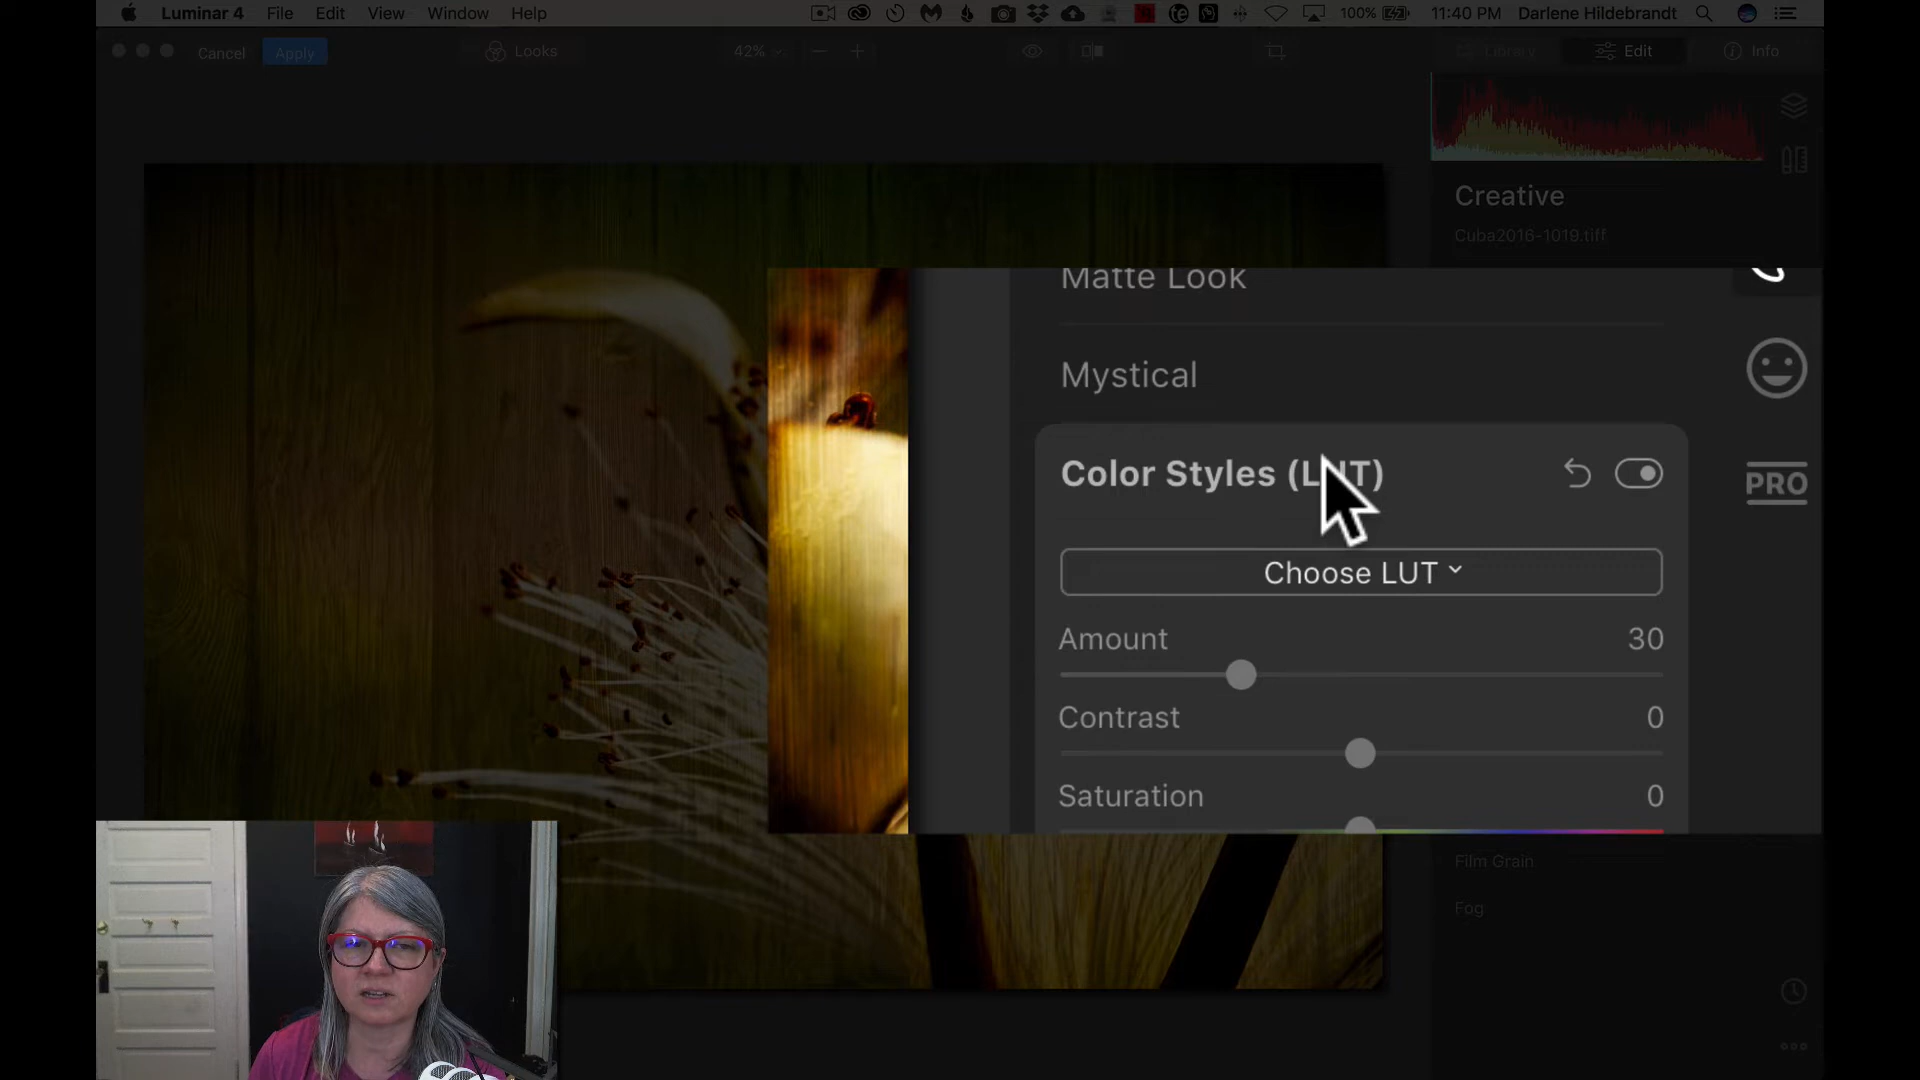 Luminar 4 File Edit View Window Help 100% 11:40 PM Darlene Hildebrandt
Cancel Apply Looks 42% Library Edit Info
Creative
Cuba2016-1019.tiff
Matte Look
Mystical
Color Styles (LUT)
PRO
Choose LUT
Amount 30
Contrast 0
Saturation 0
Film Grain
Fog